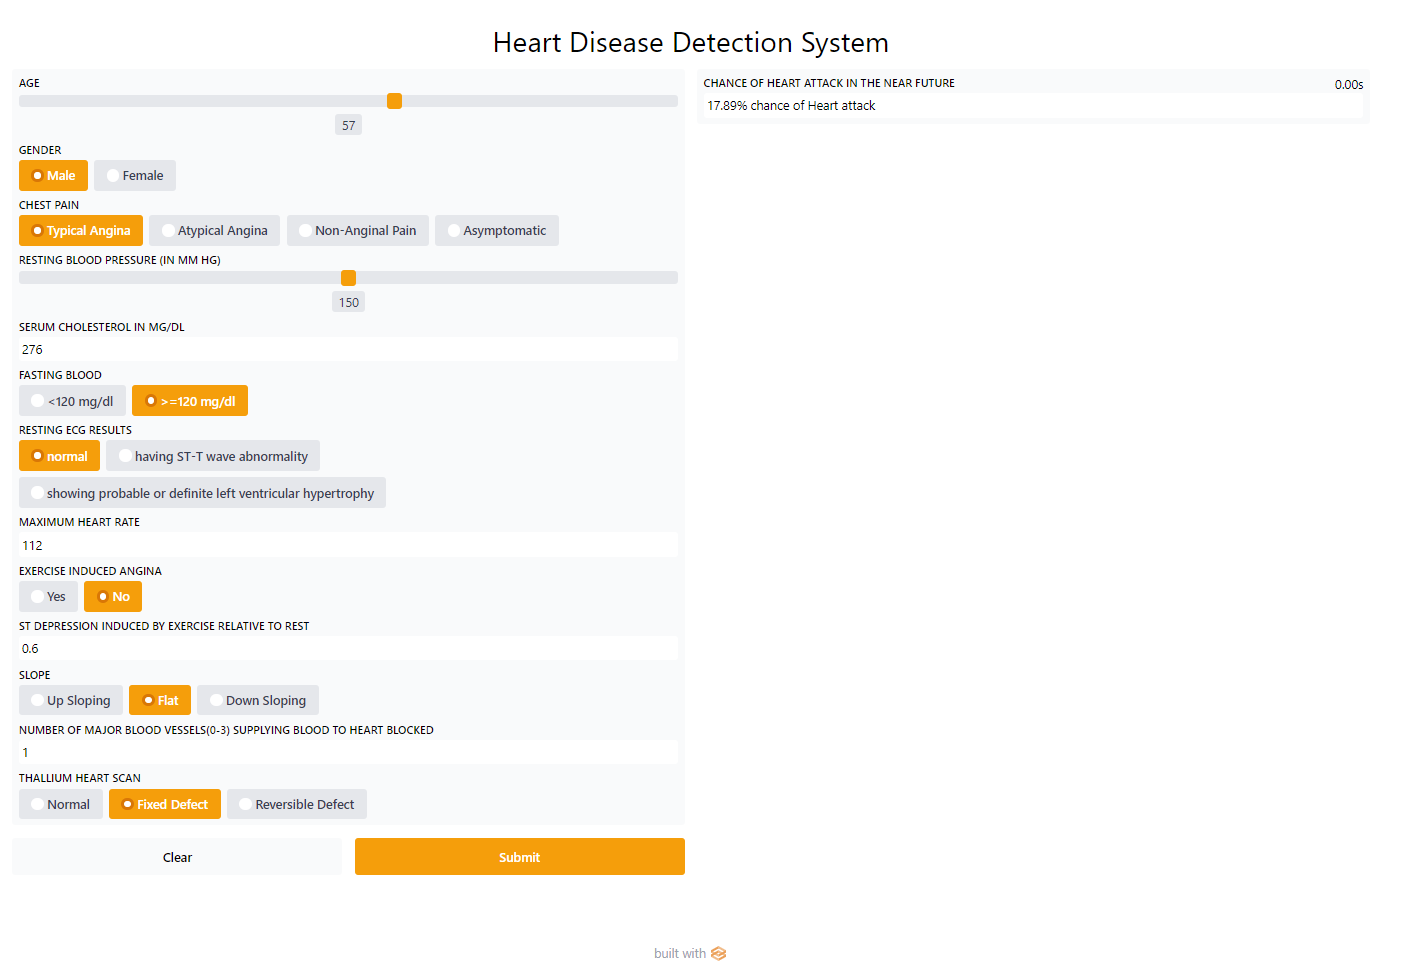 Heart Disease Detection System
AGE
57
GENDER
Male Female
CHEST PAIN
Typical Angina Atypical Angina Non-Anginal Pain Asymptomatic
RESTING BLOOD PRESSURE (IN MM HG)
150
SERUM CHOLESTEROL IN MG/DL
276
FASTING BLOOD
<120 mg/dl >=120 mg/dl
RESTING ECG RESULTS
normal having ST-T wave abnormality
showing probable or definite left ventricular hypertrophy
MAXIMUM HEART RATE
112
EXERCISE INDUCED ANGINA
Yes No
ST DEPRESSION INDUCED BY EXERCISE RELATIVE TO REST
0.6
SLOPE
Up Sloping Flat Down Sloping
NUMBER OF MAJOR BLOOD VESSELS(0-3) SUPPLYING BLOOD TO HEART BLOCKED
1
THALLIUM HEART SCAN
Normal Fixed Defect Reversible Defect
Clear Submit
CHANCE OF HEART ATTACK IN THE NEAR FUTURE 0.00s
17.89% chance of Heart attack
built with